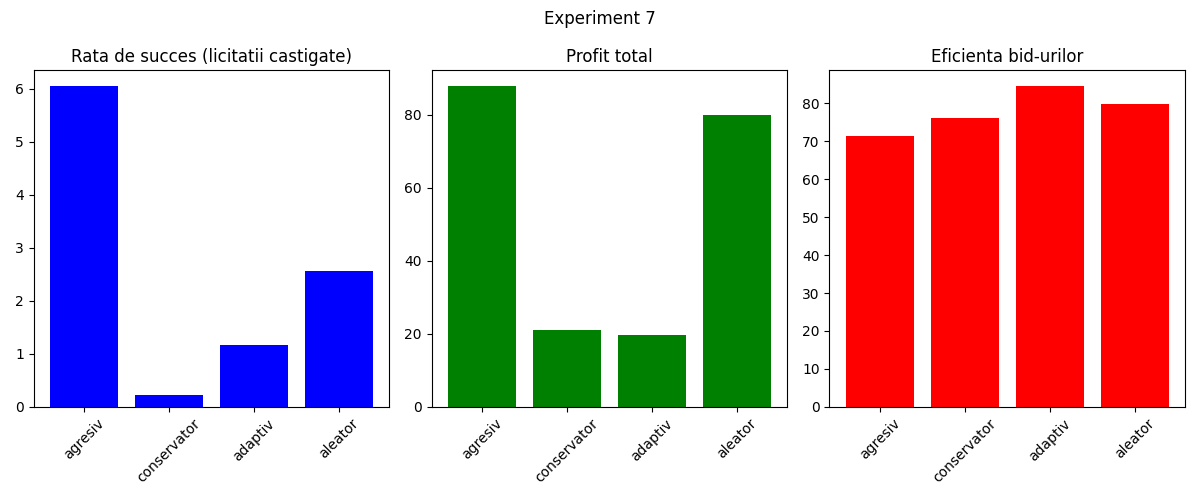 Experiment 7
Rata de succes (licitatii castigate)
6
5
4
3
2
1
0
agresiv
conservator
adaptiv
aleator
Profit total
80
60
40
20
0
agresiv
conservator
adaptiv
aleator
Eficienta bid-urilor
80
70
60
50
40
30
20
10
0
agresiv
conservator
adaptiv
aleator